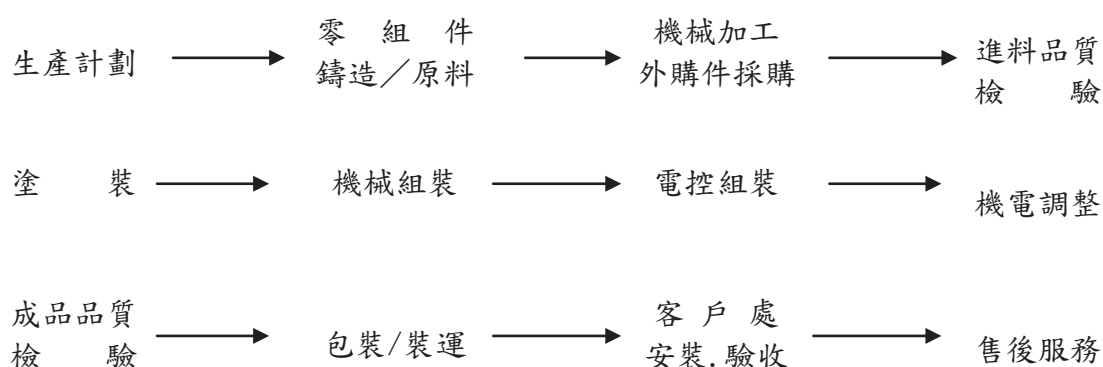 生產計劃
零組件
鑄造／原料
機械加工
外購件採購
進料品質
檢驗
塗裝
機械組裝
電控組裝
機電調整
成品品質
檢驗
包裝/裝運
客戶處
安裝.驗收
售後服務